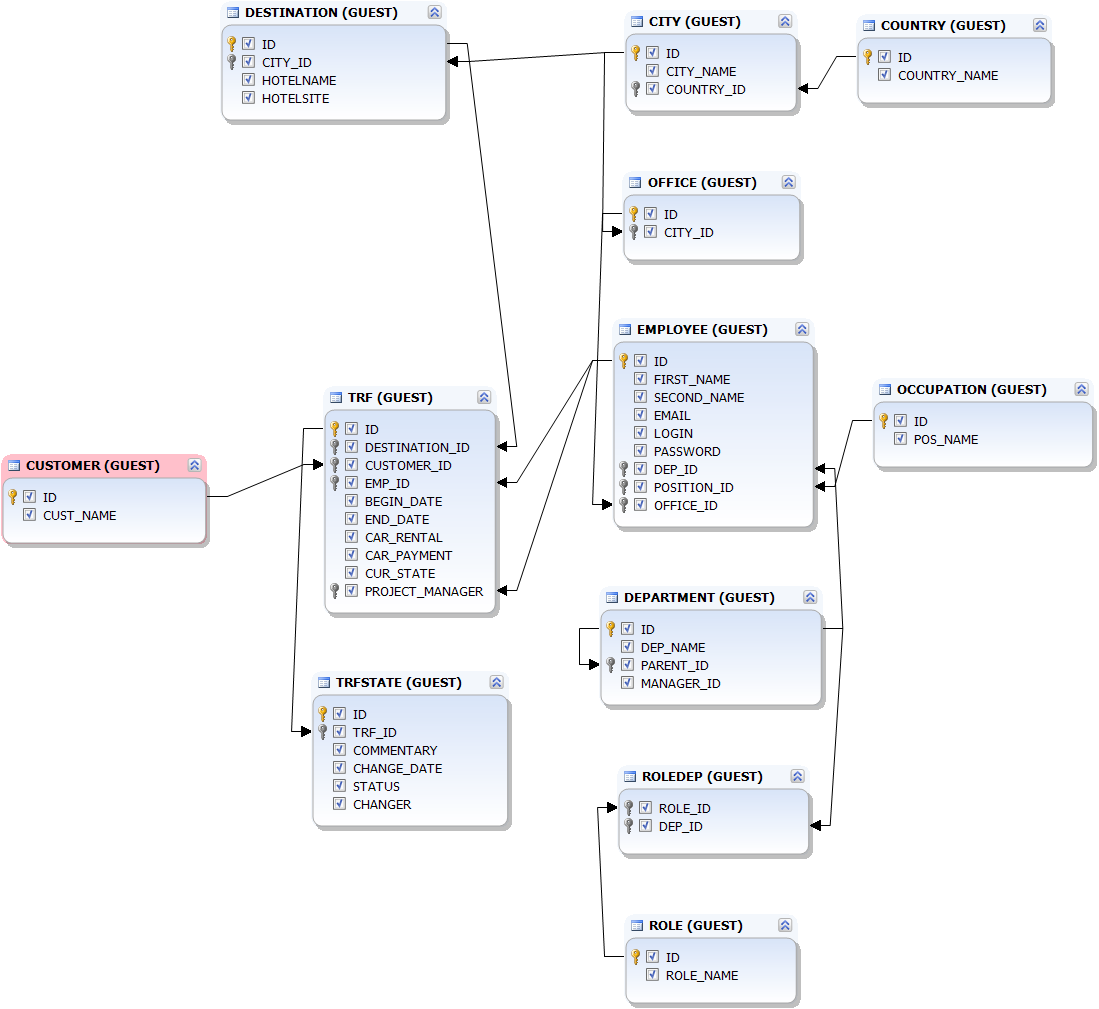 DESTINATION (GUEST)
ID
CITY_ID
HOTELNAME
HOTELSITE
CITY (GUEST)
ID
CITY_NAME
COUNTRY_ID
COUNTRY (GUEST)
ID
COUNTRY_NAME
OFFICE (GUEST)
ID
CITY_ID
EMPLOYEE (GUEST)
ID
FIRST_NAME
SECOND_NAME
EMAIL
LOGIN
PASSWORD
DEP_ID
POSITION_ID
OFFICE_ID
OCCUPATION (GUEST)
ID
POS_NAME
TRF (GUEST)
ID
DESTINATION_ID
CUSTOMER_ID
EMP_ID
BEGIN_DATE
END_DATE
CAR_RENTAL
CAR_PAYMENT
CUR_STATE
PROJECT_MANAGER
CUSTOMER (GUEST)
ID
CUST_NAME
DEPARTMENT (GUEST)
ID
DEP_NAME
PARENT_ID
MANAGER_ID
TRFSTATE (GUEST)
ID
TRF_ID
COMMENTARY
CHANGE_DATE
STATUS
CHANGER
ROLEDEP (GUEST)
ROLE_ID
DEP_ID
ROLE (GUEST)
ID
ROLE_NAME